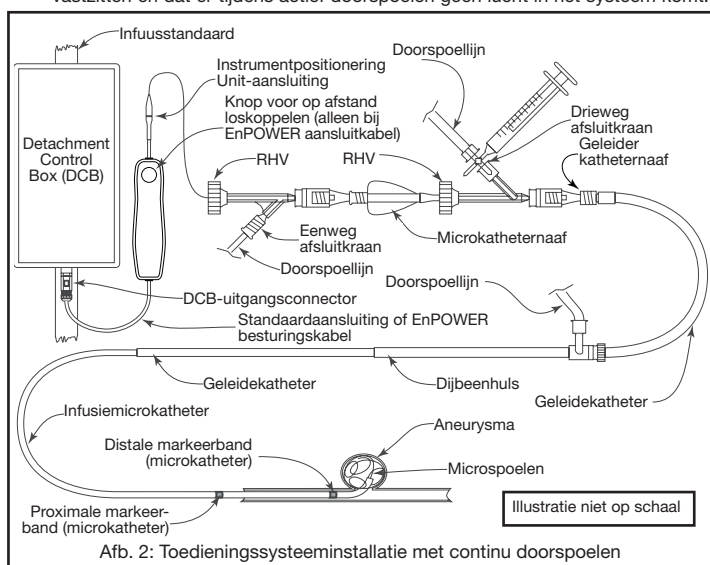 vastzitten en dat er tijdens actief doorspoelen geen lucht in het systeem komt.
Infuusstandaard
Instrumentpositionering
Unit-aansluiting
Knop voor op afstand
loskoppelen (alleen bij
EnPOWER aansluitkabel)
Detachment
Control
Box (DCB)
RHV
RHV
Doorspoellijn
Drieweg
afsluitkraan
Geleider
katheternaaf
Eenweg
afsluitkraan
Microkatheternaaf
Doorspoellijn
Doorspoellijn
DCB-uitgangsconnector
Standaardaansluiting of EnPOWER
besturingskabel
Geleidekatheter
Dijbeenhuls
Geleidekatheter
Infusiemicrokatheter
Aneurysma
Distale markeerband
(microkatheter)
Microspoelen
Proximale markeer-
band (microkatheter)
Illustratie niet op schaal
Afb. 2: Toedieningssysteeminstallatie met continu doorspoelen